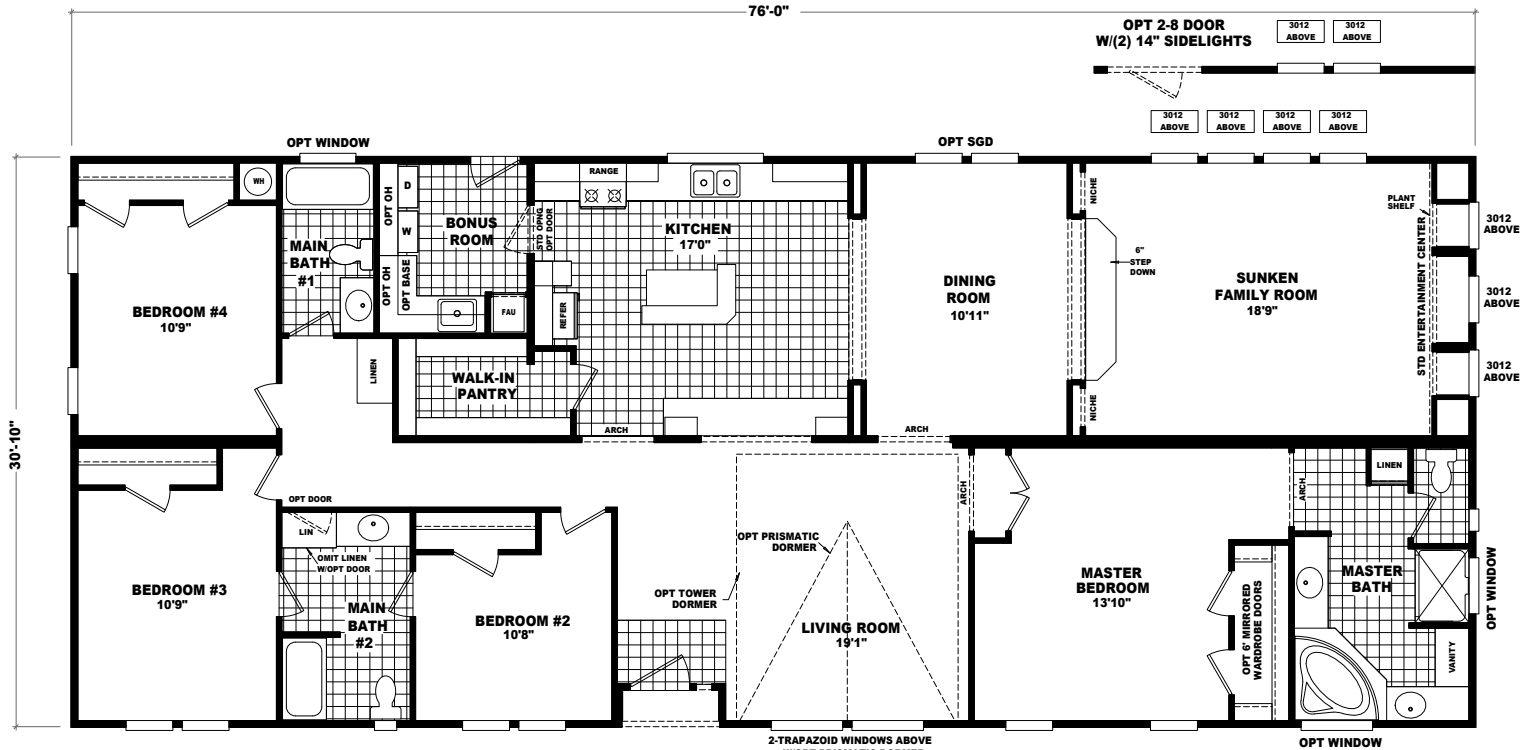 76'-0"
OPT 2-8 DOOR
W/(2) 14" SIDELIGHTS
3012
ABOVE
3012
ABOVE
3012
ABOVE
3012
ABOVE
3012
ABOVE
3012
ABOVE
OPT WINDOW
OPT SGD
30'-10"
WH
OPT OH
D
W
OPT OH
OPT BASE
BONUS
ROOM
STD OPNG
OPT DOOR
RANGE
KITCHEN
17'0"
REFER
FAU
MAIN
BATH
#1
BEDROOM #4
10'9"
LINEN
WALK-IN
PANTRY
DINING
ROOM
10'11"
NICHE
6"
STEP
DOWN
NICHE
SUNKEN
FAMILY ROOM
18'9"
PLANT
SHELF
STD ENTERTAINMENT CENTER
3012
ABOVE
3012
ABOVE
3012
ABOVE
ARCH
ARCH
OPT DOOR
LIN
OMIT LINEN
W/OPT DOOR
BEDROOM #3
10'9"
MAIN
BATH
#2
BEDROOM #2
10'8"
OPT PRISMATIC
DORMER
OPT TOWER
DORMER
LIVING ROOM
19'1"
ARCH
MASTER
BEDROOM
13'10"
OPT 6' MIRRORED
WARDROBE DOORS
ARCH
LINEN
MASTER
BATH
VANITY
OPT WINDOW
2-TRAPAZOID WINDOWS ABOVE
OPT WINDOW